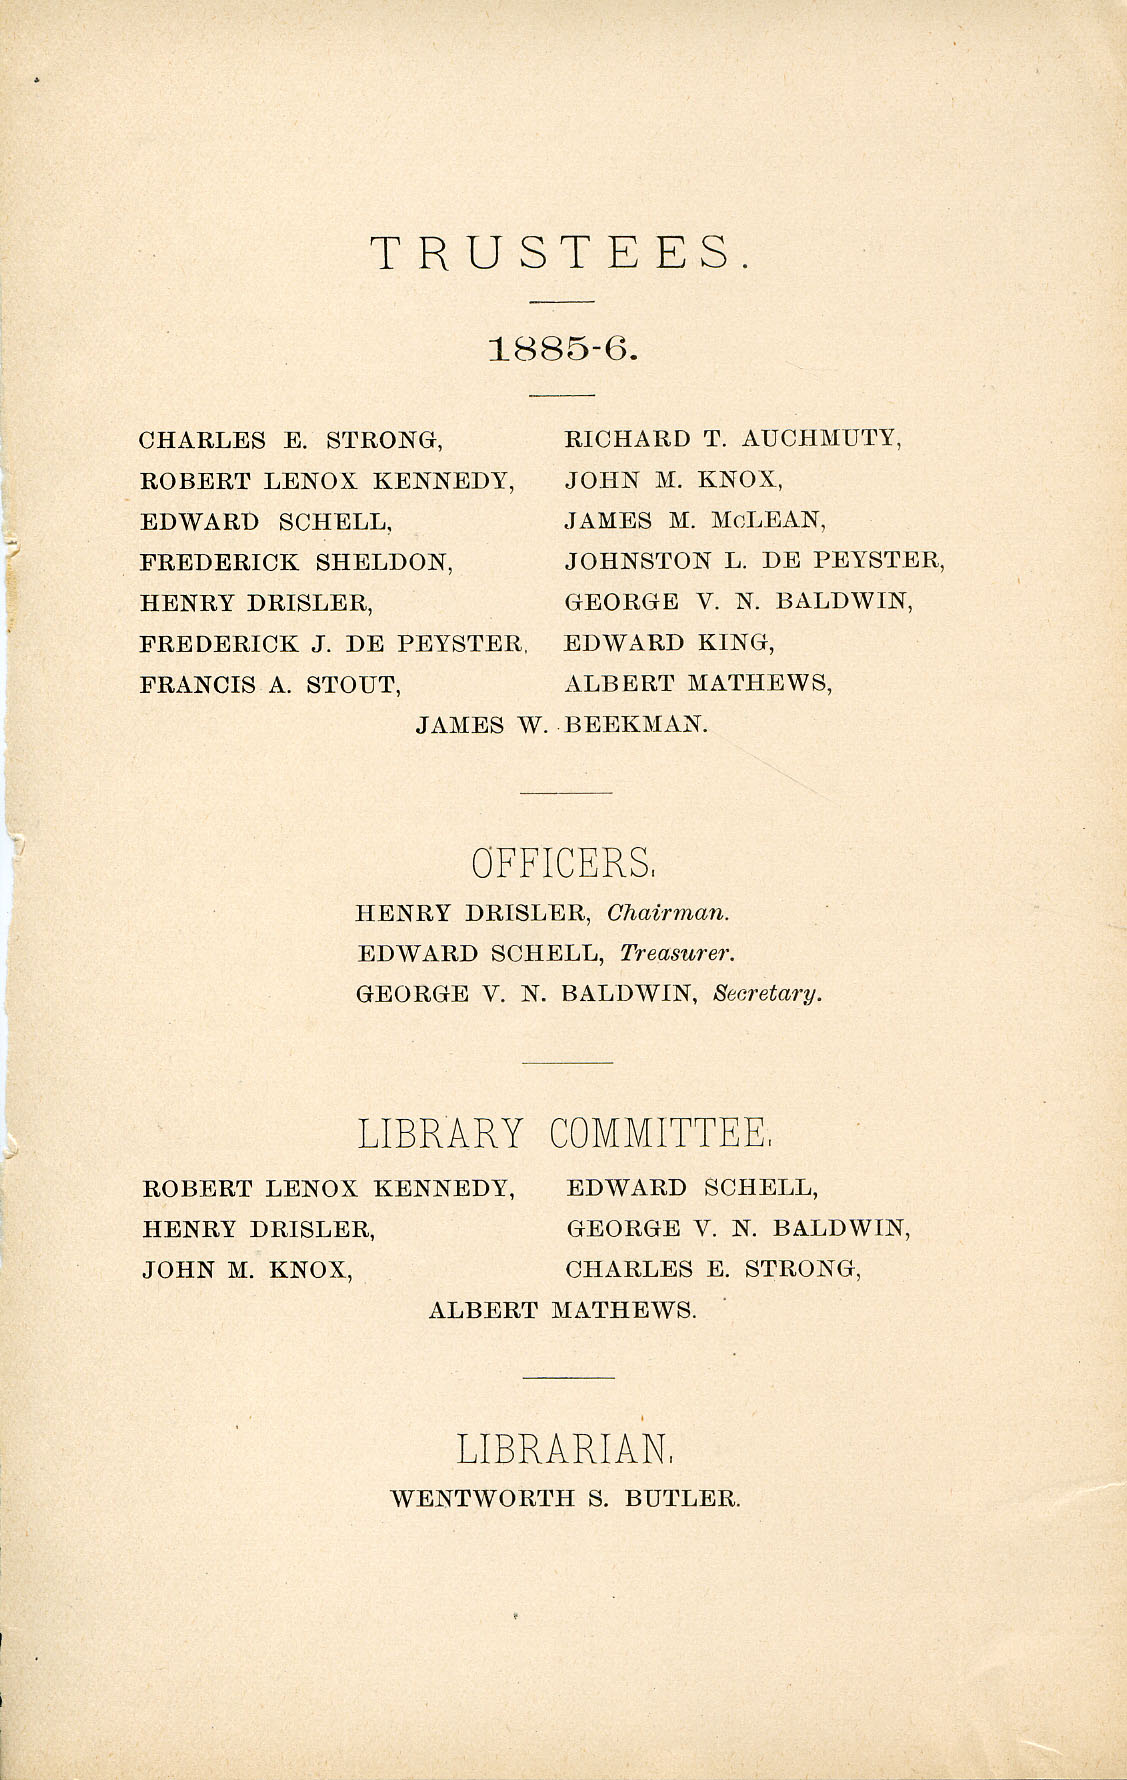 TRUSTEES.
1885-6.
CHARLES E. STRONG, RICHARD T. AUCHMUTY,
ROBERT LENOX KENNEDY, JOHN M. KNOX,
EDWARD SCHELL, JAMES M. McLEAN,
FREDERICK SHELDON, JOHNSTON L. DE PEYSTER,
HENRY DRISLER, GEORGE V. N. BALDWIN,
FREDERICK J. DE PEYSTER, EDWARD KING,
FRANCIS A. STOUT, ALBERT MATHEWS,
JAMES W. BEEKMAN.
OFFICERS.
HENRY DRISLER, Chairman.
EDWARD SCHELL, Treasurer.
GEORGE V. N. BALDWIN, Secretary.
LIBRARY COMMITTEE.
ROBERT LENOX KENNEDY, EDWARD SCHELL,
HENRY DRISLER, GEORGE V. N. BALDWIN,
JOHN M. KNOX, CHARLES E. STRONG,
ALBERT MATHEWS.
LIBRARIAN.
WENTWORTH S. BUTLER.